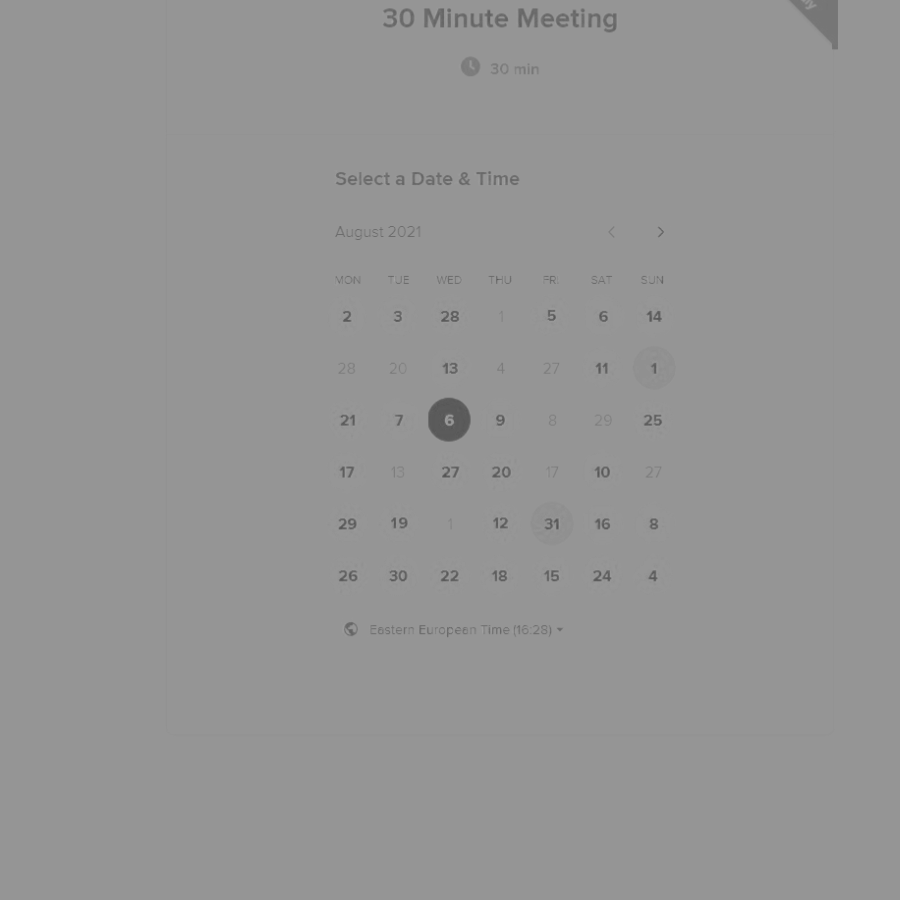 30 Minute Meeting
30 min
Select a Date & Time
August 2021
MON TUE WED THU FRI SAT SUN
2 3 28 1 5 6 14
28 20 13 4 27 11 1
21 7 6 9 8 29 25
17 13 27 20 17 10 27
29 19 1 12 31 16 8
26 30 22 18 15 24 4
Eastern European Time (16:28)